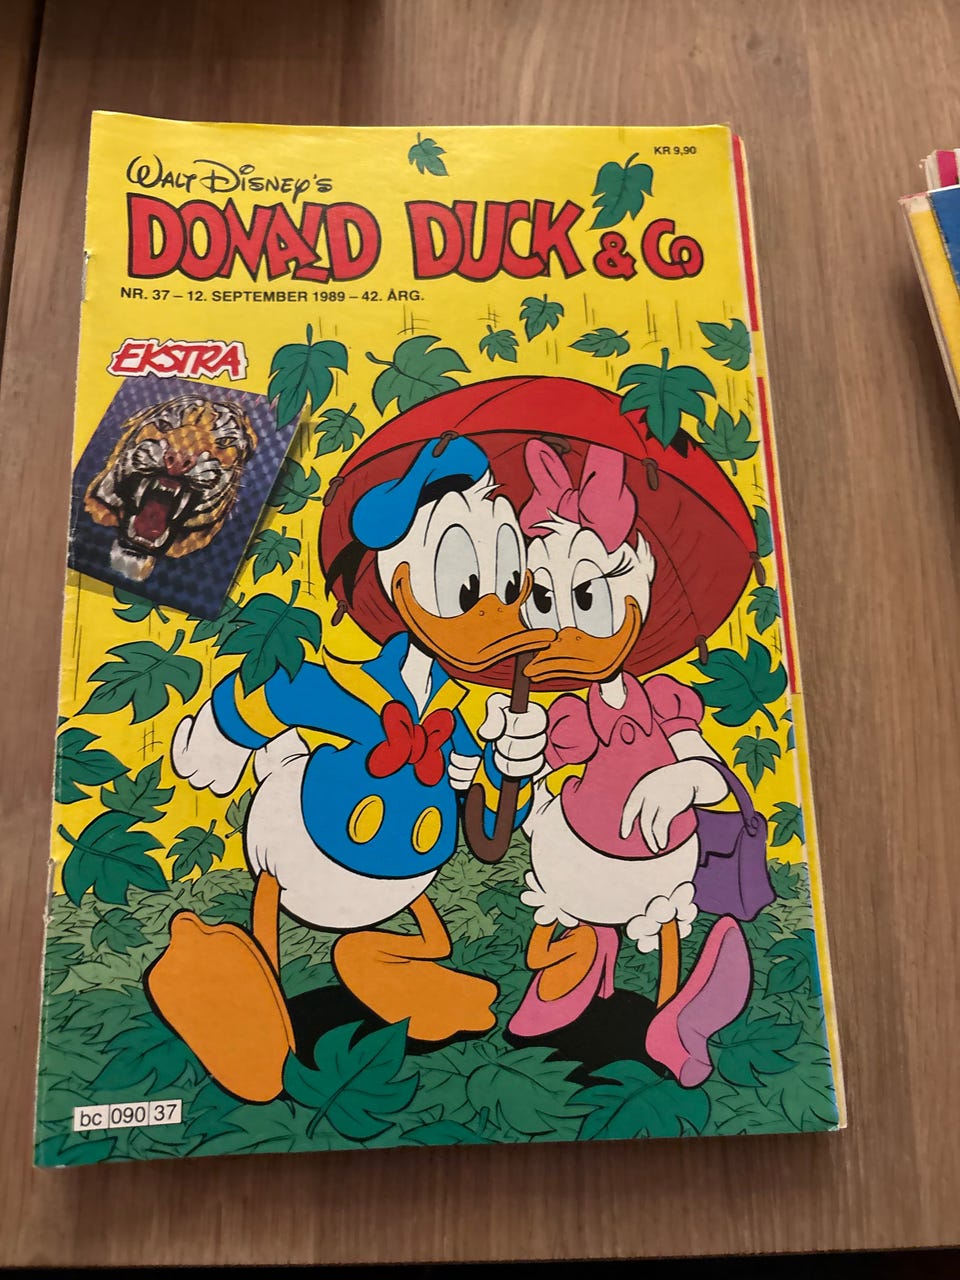 KR 9,90
WALT DISNEY'S
DONALD DUCK & CO
NR. 37 – 12. SEPTEMBER 1989 – 42. ÅRG.
EKSTRA
bc 090 37